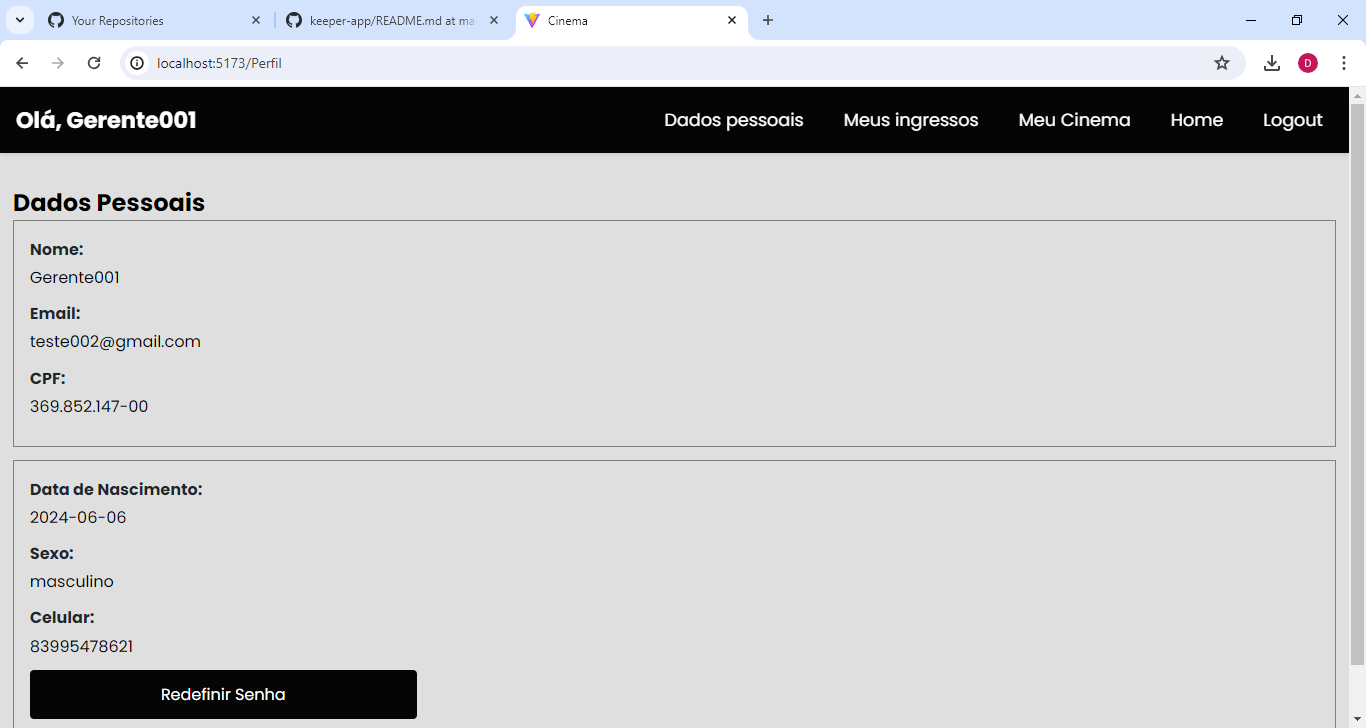 Your Repositories
keeper-app/README.md at ma
Cinema
localhost:5173/Perfil
D
Olá, Gerente001
Dados pessoais
Meus ingressos
Meu Cinema
Home
Logout
Dados Pessoais
Nome:
Gerente001
Email:
teste002@gmail.com
CPF:
369.852.147-00
Data de Nascimento:
2024-06-06
Sexo:
masculino
Celular:
83995478621
Redefinir Senha